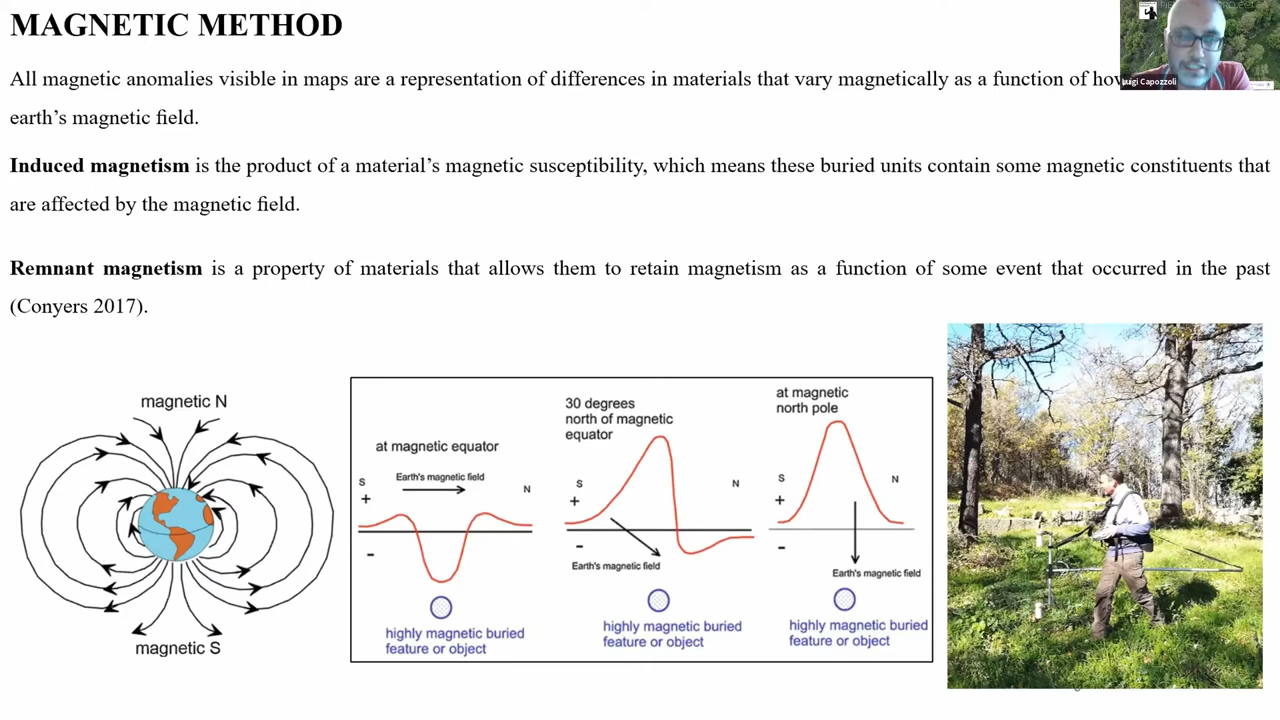 MAGNETIC METHOD
Luigi Capozzoli
All magnetic anomalies visible in maps are a representation of differences in materials that vary magnetically as a function of
earth's magnetic field.
Induced magnetism is the product of a material's magnetic susceptibility, which means these buried units contain some magnetic constituents that
are affected by the magnetic field.
Remnant magnetism is a property of materials that allows them to retain magnetism as a function of some event that occurred in the past
(Conyers 2017).
magnetic N
magnetic S
at magnetic equator
Earth's magnetic field
S
N
+
-
highly magnetic buried
feature or object
30 degrees
north of magnetic
equator
S
N
+
-
Earth's magnetic field
highly magnetic buried
feature or object
at magnetic
north pole
S
N
+
-
Earth's magnetic field
highly magnetic buried
feature or object